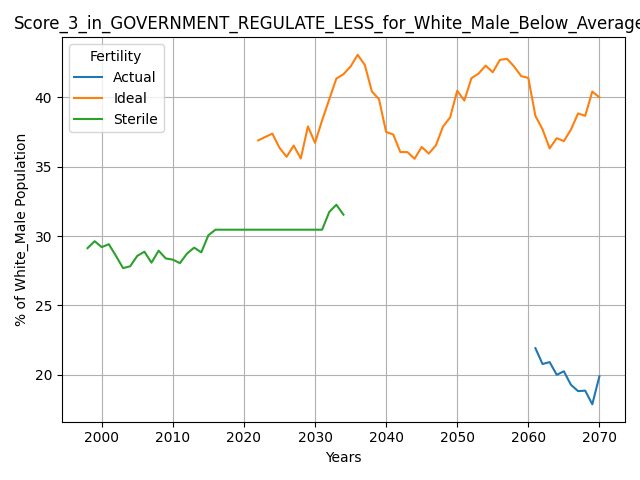 Score_3_in_GOVERNMENT_REGULATE_LESS_for_White_Male_Below_Average
Fertility
Actual
Ideal
Sterile
% of White_Male Population
40
35
30
25
20
2000 2010 2020 2030 2040 2050 2060 2070
Years